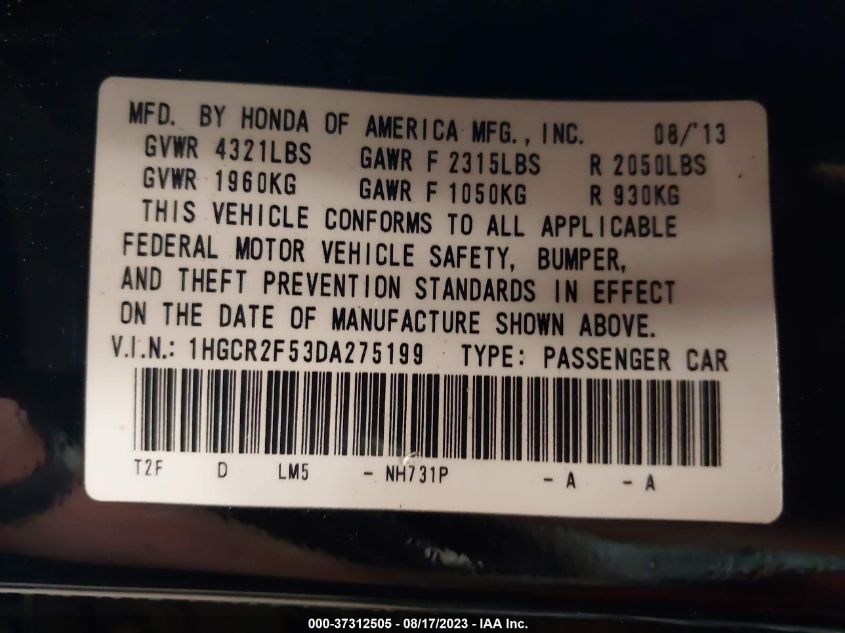 MFD. BY HONDA OF AMERICA MFG., INC. 08/'13
GVWR 4321LBS GAWR F 2315LBS R 2050LBS
GVWR 1960KG GAWR F 1050KG R 930KG
THIS VEHICLE CONFORMS TO ALL APPLICABLE
FEDERAL MOTOR VEHICLE SAFETY, BUMPER,
AND THEFT PREVENTION STANDARDS IN EFFECT
ON THE DATE OF MANUFACTURE SHOWN ABOVE.
V.I.N.: 1HGCR2F53DA275199 TYPE: PASSENGER CAR
T2F D LM5 - NH731P - A - A
000-37312505 - 08/17/2023 - IAA Inc.